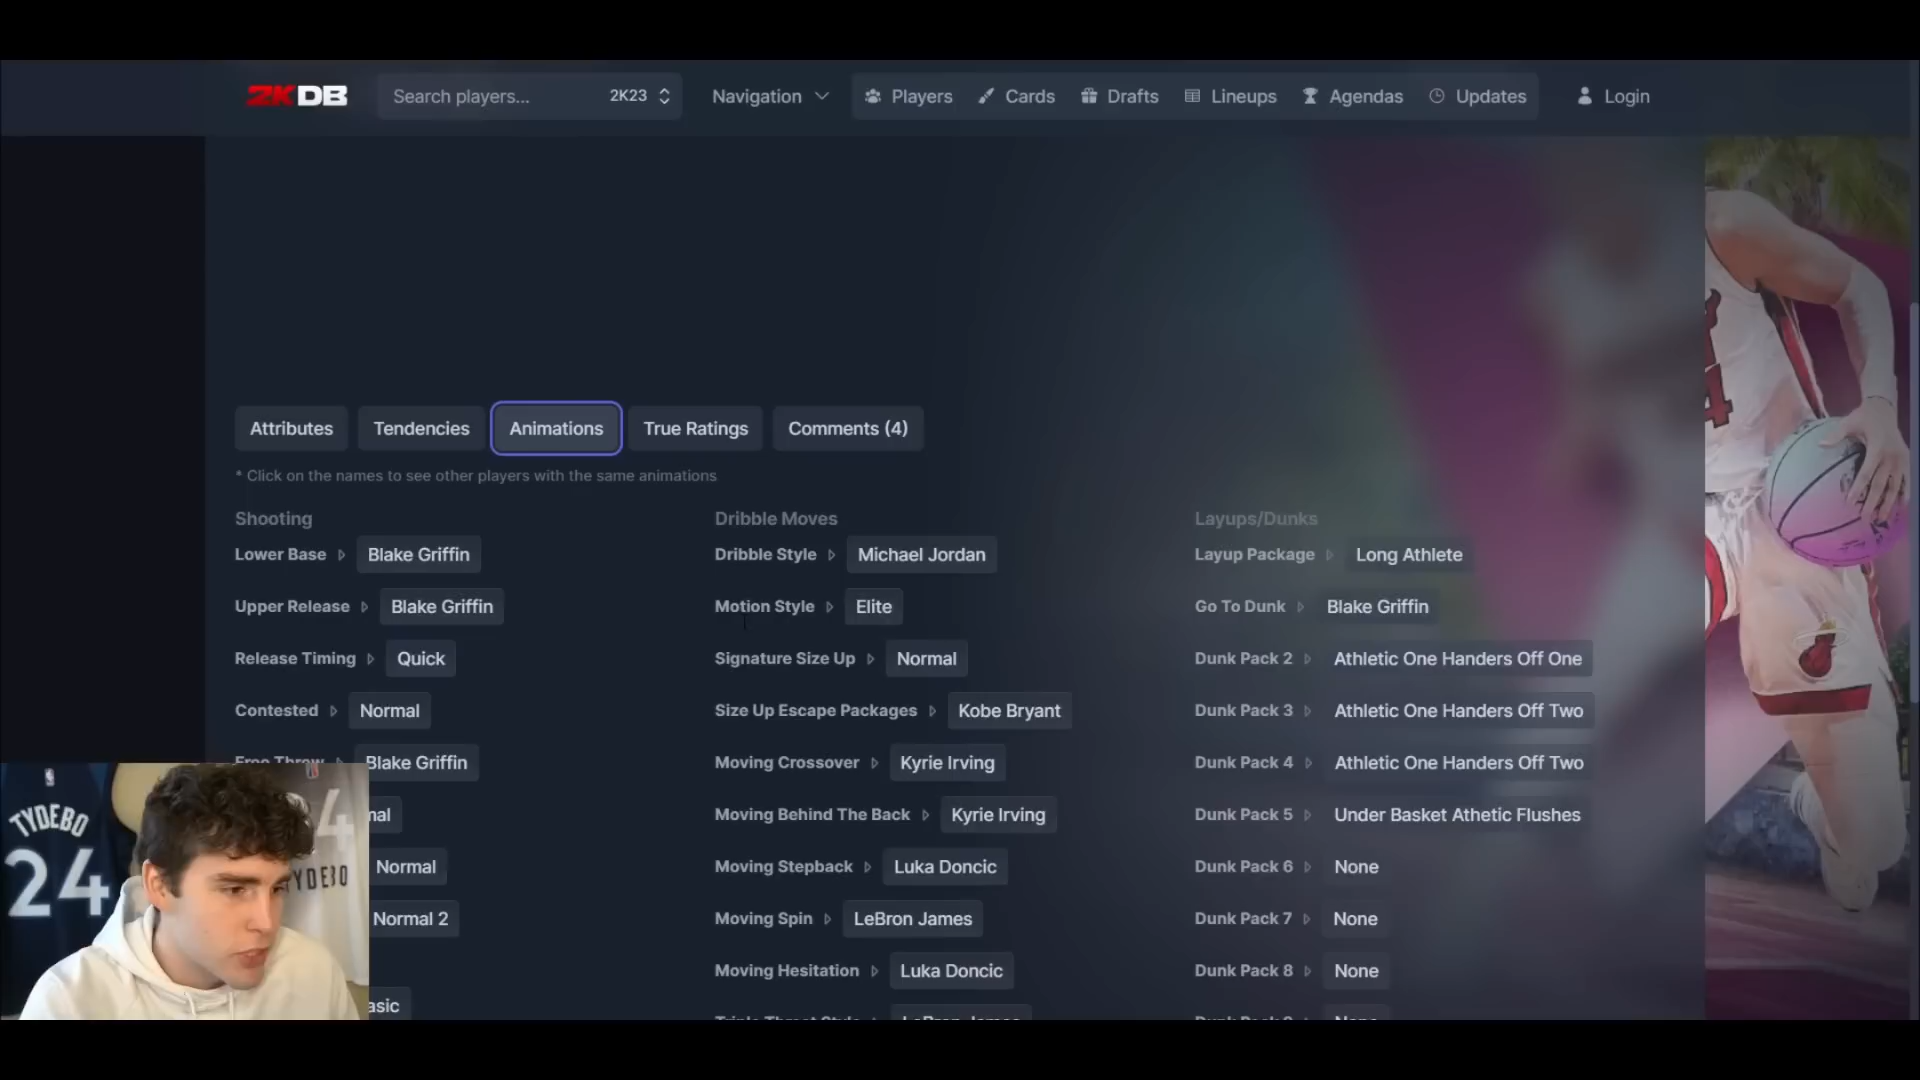 2KDB Search players... 2K23 Navigation Players Cards Drafts Lineups Agendas Updates Login
Attributes Tendencies Animations True Ratings Comments (4)
* Click on the names to see other players with the same animations
Shooting
Lower Base Blake Griffin
Upper Release Blake Griffin
Release Timing Quick
Contested Normal
Free Throw Blake Griffin
Normal
Normal 2
Dribble Moves
Dribble Style Michael Jordan
Motion Style Elite
Signature Size Up Normal
Size Up Escape Packages Kobe Bryant
Moving Crossover Kyrie Irving
Moving Behind The Back Kyrie Irving
Moving Stepback Luka Doncic
Moving Spin LeBron James
Moving Hesitation Luka Doncic
Triple Threat Style LeBron James
Layups/Dunks
Layup Package Long Athlete
Go To Dunk Blake Griffin
Dunk Pack 2 Athletic One Handers Off One
Dunk Pack 3 Athletic One Handers Off Two
Dunk Pack 4 Athletic One Handers Off Two
Dunk Pack 5 Under Basket Athetic Flushes
Dunk Pack 6 None
Dunk Pack 7 None
Dunk Pack 8 None
TYDEBO
24